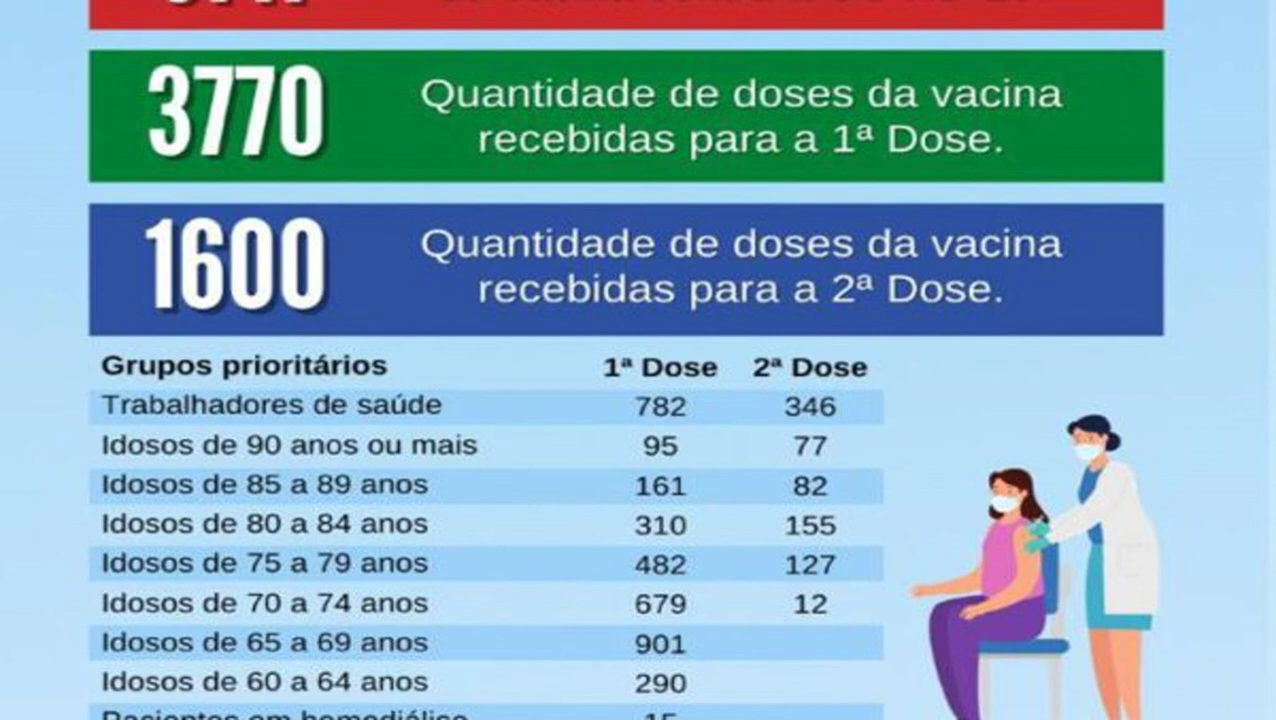 3770
Quantidade de doses da vacina
recebidas para a 1ª Dose.
1600
Quantidade de doses da vacina
recebidas para a 2ª Dose.
Grupos prioritários 1ª Dose 2ª Dose
Trabalhadores de saúde 782 346
Idosos de 90 anos ou mais 95 77
Idosos de 85 a 89 anos 161 82
Idosos de 80 a 84 anos 310 155
Idosos de 75 a 79 anos 482 127
Idosos de 70 a 74 anos 679 12
Idosos de 65 a 69 anos 901
Idosos de 60 a 64 anos 290
Pacientes em hemodiálise 15